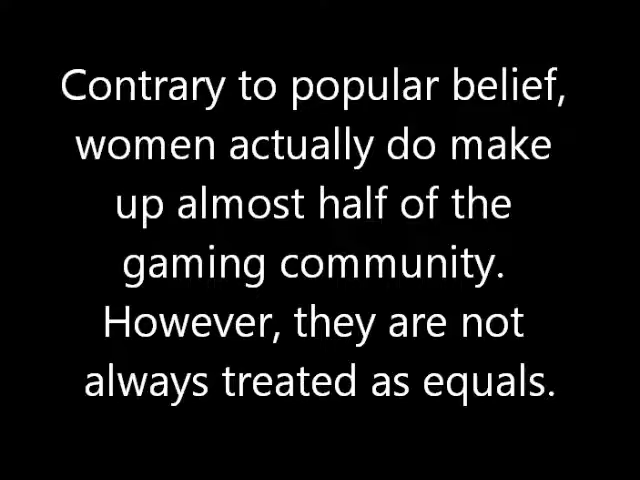 Contrary to popular belief,
women actually do make
up almost half of the
gaming community.
However, they are not
always treated as equals.